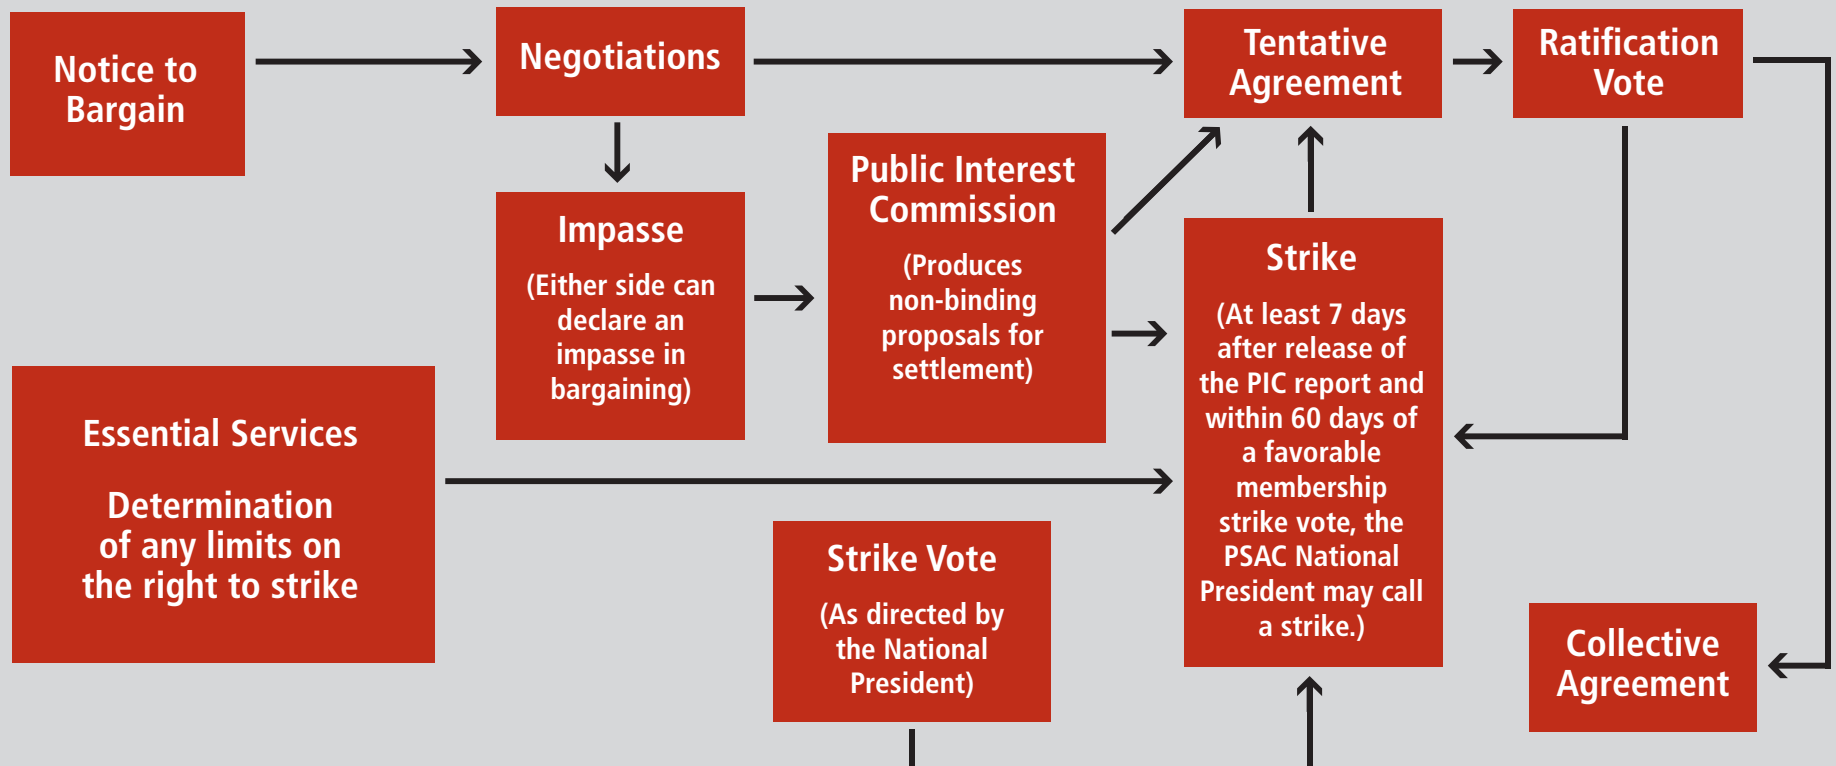 Notice to
Bargain
Negotiations
Tentative
Agreement
Ratification
Vote
Impasse
(Either side can
declare an
impasse in
bargaining)
Public Interest
Commission
(Produces
non-binding
proposals for
settlement)
Strike
(At least 7 days
after release of
the PIC report and
within 60 days of
a favorable
membership
strike vote, the
PSAC National
President may call
a strike.)
Essential Services
Determination
of any limits on
the right to strike
Strike Vote
(As directed by
the National
President)
Collective
Agreement